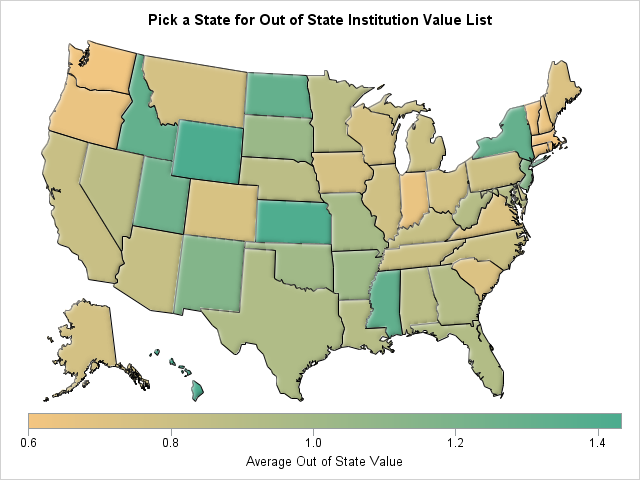 Pick a State for Out of State Institution Value List
0.6 0.8 1.0 1.2 1.4
Average Out of State Value